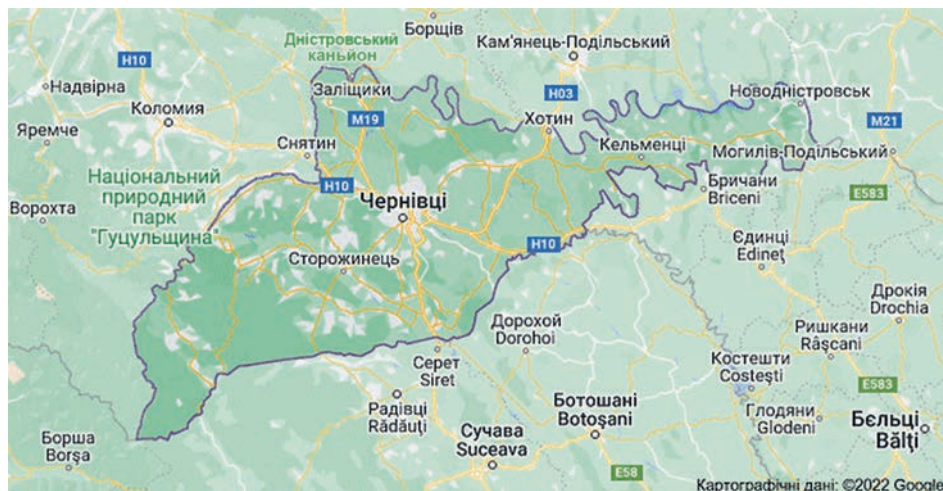 Борщів
Дністровський
каньйон
Кам'янець-Подільський
H10
Надвірна
Заліщики
H03
Новодністровськ
Коломия
M19
Хотин
M21
Яремче
Снятин
Кельменці
Могилів-Подільський
Національний
природний
парк
"Гуцульщина"
H10
Бричани
Briceni
E583
Ворохта
Чернівці
H10
Єдинці
Edineț
Сторожинець
Дрокія
Drochia
Дорохой
Dorohoi
Ришкани
Râșcani
Серет
Siret
Костешти
Costești
E583
Радівці
Rădăuți
Ботошані
Botoșani
Глодяни
Glodeni
Бєльці
Bălți
Борша
Borșa
Сучава
Suceava
E58
Картографічні дані: ©2022 Google